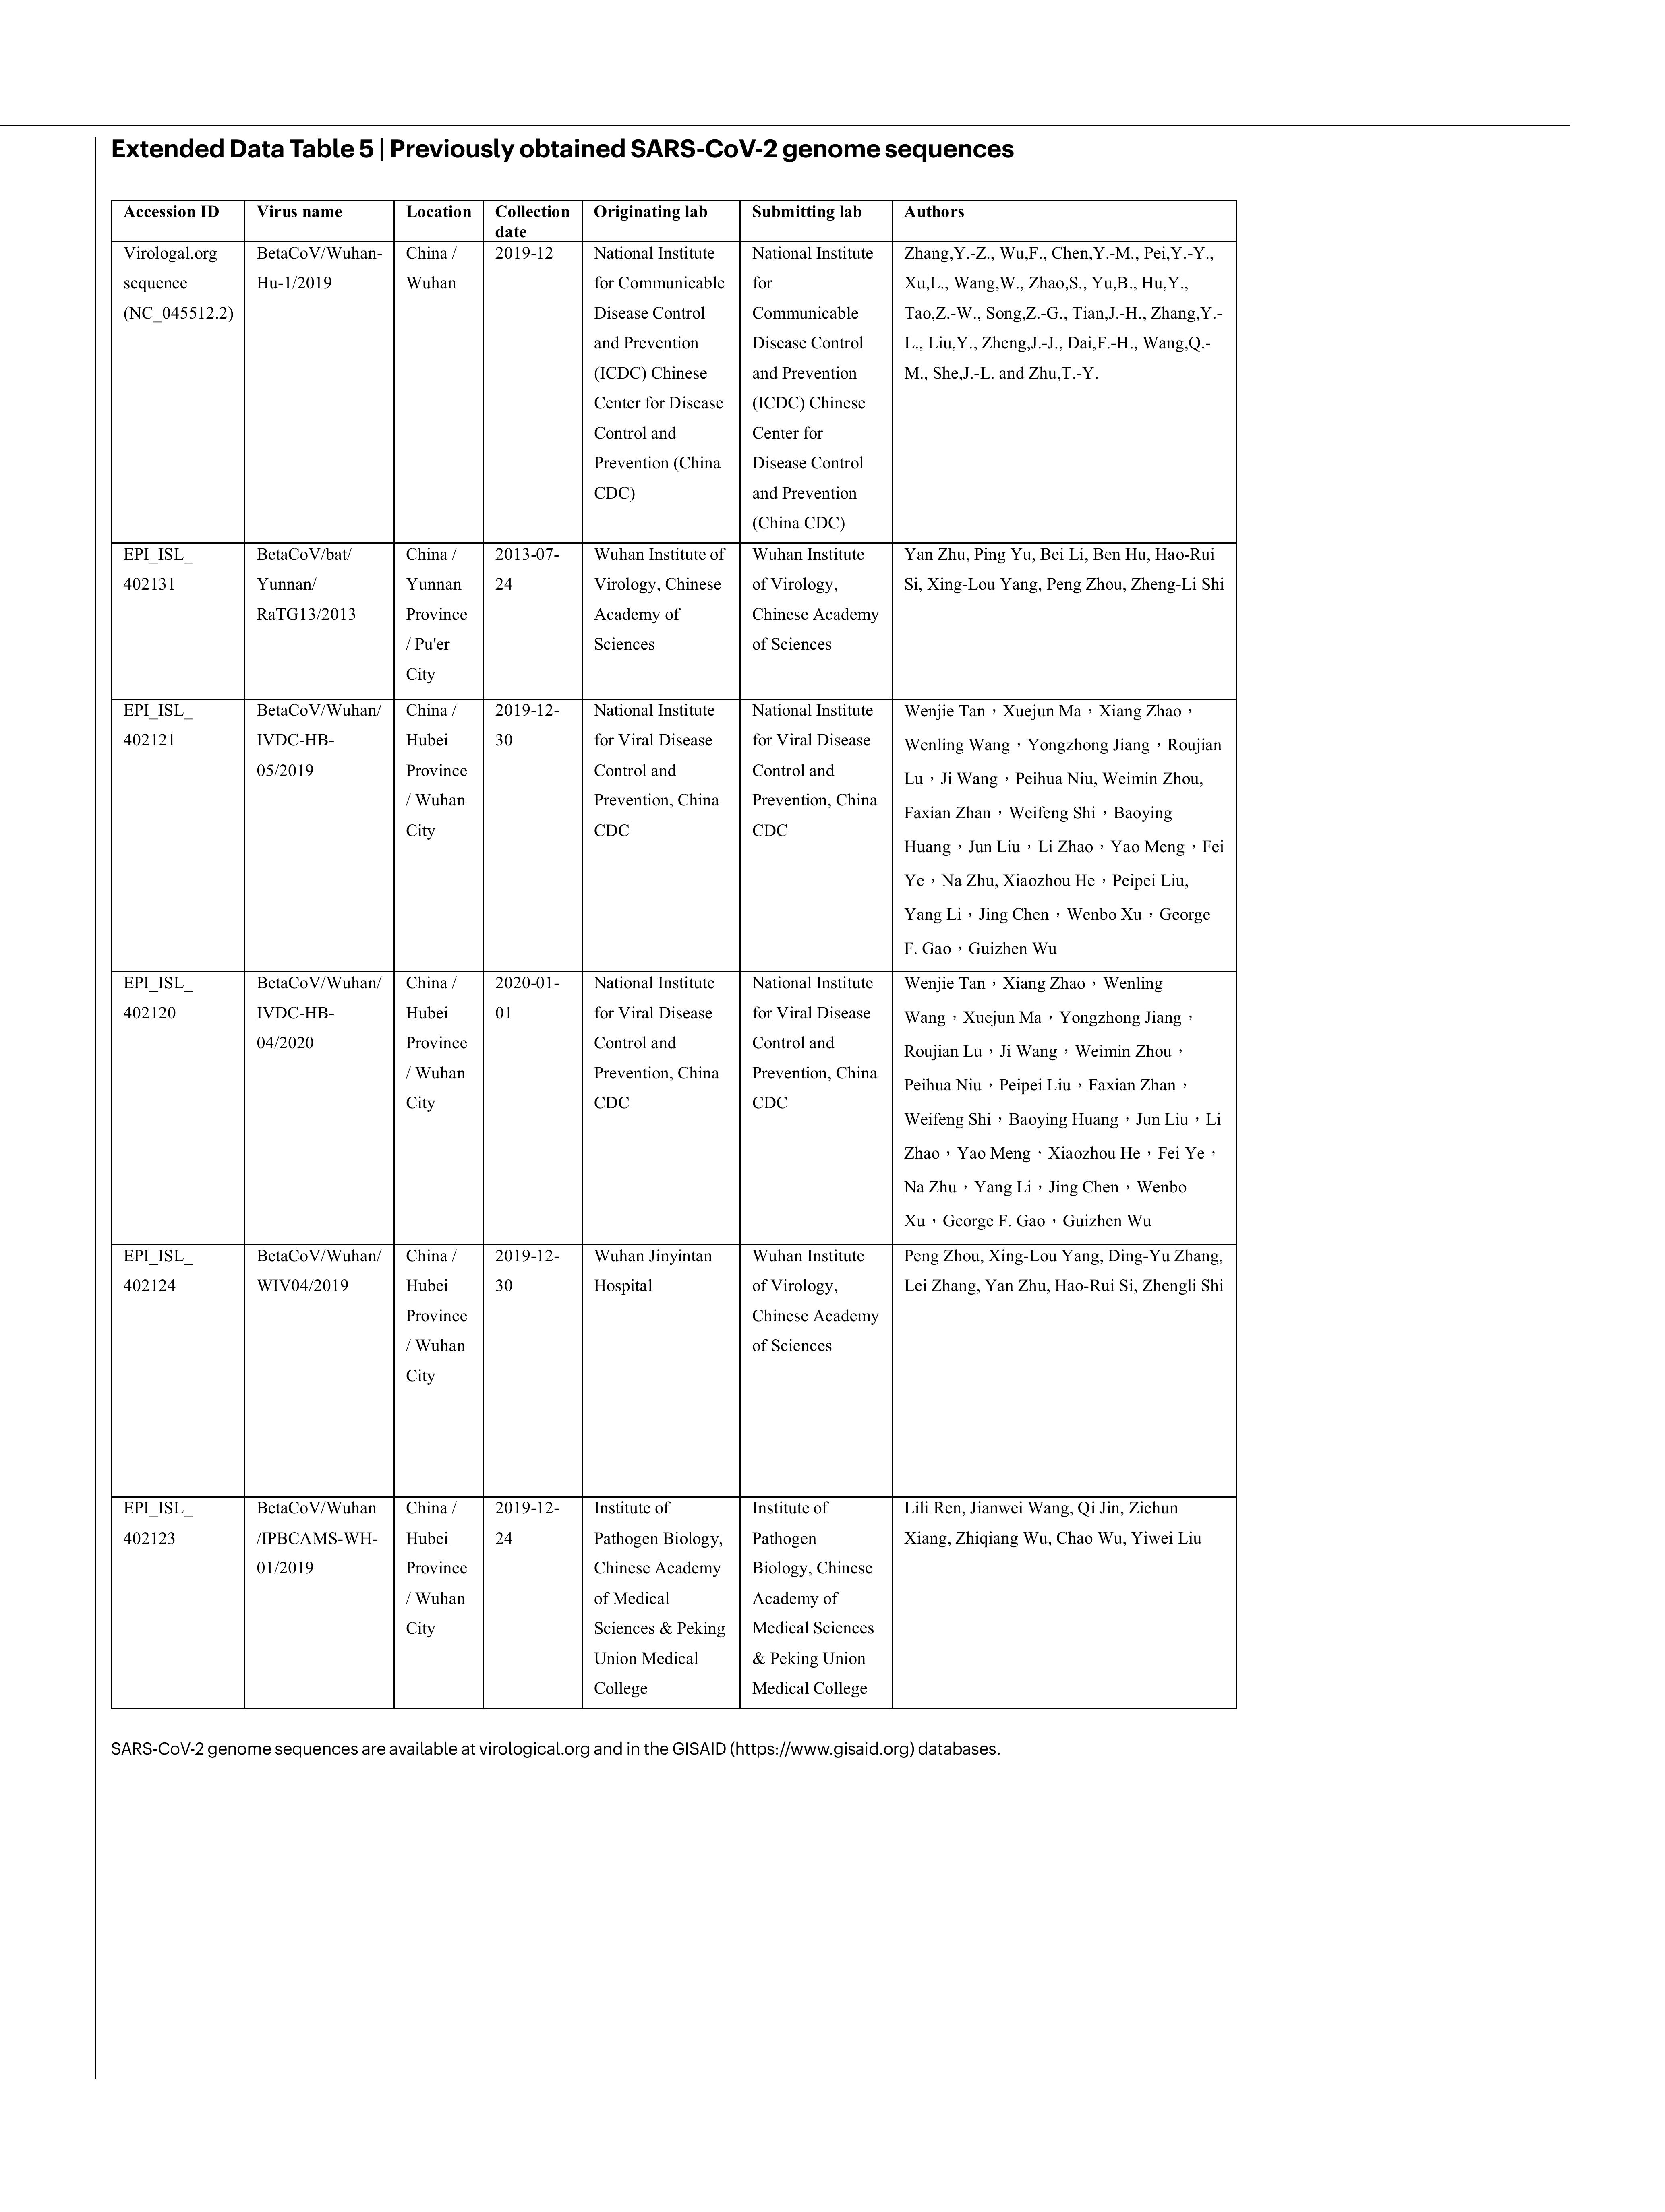 Extended Data Table 5 | Previously obtained SARS-CoV-2 genome sequences
Accession ID
Virus name
Location
Collection
date
Originating lab
Submitting lab
Authors
Virologal.org
sequence
(NC_045512.2)
BetaCoV/Wuhan-
Hu-1/2019
China /
Wuhan
2019-12
National Institute
for Communicable
Disease Control
and Prevention
(ICDC) Chinese
Center for Disease
Control and
Prevention (China
CDC)
National Institute
for
Communicable
Disease Control
and Prevention
(ICDC) Chinese
Center for
Disease Control
and Prevention
(China CDC)
Zhang,Y.-Z., Wu,F., Chen,Y.-M., Pei,Y.-Y.,
Xu,L., Wang,W., Zhao,S., Yu,B., Hu,Y.,
Tao,Z.-W., Song,Z.-G., Tian,J.-H., Zhang,Y.-
L., Liu,Y., Zheng,J.-J., Dai,F.-H., Wang,Q.-
M., She,J.-L. and Zhu,T.-Y.
EPI_ISL_
402131
BetaCoV/bat/
Yunnan/
RaTG13/2013
China /
Yunnan
Province
/ Pu'er
City
2013-07-
24
Wuhan Institute of
Virology, Chinese
Academy of
Sciences
Wuhan Institute
of Virology,
Chinese Academy
of Sciences
Yan Zhu, Ping Yu, Bei Li, Ben Hu, Hao-Rui
Si, Xing-Lou Yang, Peng Zhou, Zheng-Li Shi
EPI_ISL_
402121
BetaCoV/Wuhan/
IVDC-HB-
05/2019
China /
Hubei
Province
/ Wuhan
City
2019-12-
30
National Institute
for Viral Disease
Control and
Prevention, China
CDC
National Institute
for Viral Disease
Control and
Prevention, China
CDC
Wenjie Tan，Xuejun Ma，Xiang Zhao，
Wenling Wang，Yongzhong Jiang，Roujian
Lu，Ji Wang，Peihua Niu, Weimin Zhou,
Faxian Zhan，Weifeng Shi，Baoying
Huang，Jun Liu，Li Zhao，Yao Meng，Fei
Ye，Na Zhu, Xiaozhou He，Peipei Liu,
Yang Li，Jing Chen，Wenbo Xu，George
F. Gao，Guizhen Wu
EPI_ISL_
402120
BetaCoV/Wuhan/
IVDC-HB-
04/2020
China /
Hubei
Province
/ Wuhan
City
2020-01-
01
National Institute
for Viral Disease
Control and
Prevention, China
CDC
National Institute
for Viral Disease
Control and
Prevention, China
CDC
Wenjie Tan，Xiang Zhao，Wenling
Wang，Xuejun Ma，Yongzhong Jiang，
Roujian Lu，Ji Wang，Weimin Zhou，
Peihua Niu，Peipei Liu，Faxian Zhan，
Weifeng Shi，Baoying Huang，Jun Liu，Li
Zhao，Yao Meng，Xiaozhou He，Fei Ye，
Na Zhu，Yang Li，Jing Chen，Wenbo
Xu，George F. Gao，Guizhen Wu
EPI_ISL_
402124
BetaCoV/Wuhan/
WIV04/2019
China /
Hubei
Province
/ Wuhan
City
2019-12-
30
Wuhan Jinyintan
Hospital
Wuhan Institute
of Virology,
Chinese Academy
of Sciences
Peng Zhou, Xing-Lou Yang, Ding-Yu Zhang,
Lei Zhang, Yan Zhu, Hao-Rui Si, Zhengli Shi
EPI_ISL_
402123
BetaCoV/Wuhan
/IPBCAMS-WH-
01/2019
China /
Hubei
Province
/ Wuhan
City
2019-12-
24
Institute of
Pathogen Biology,
Chinese Academy
of Medical
Sciences & Peking
Union Medical
College
Institute of
Pathogen
Biology, Chinese
Academy of
Medical Sciences
& Peking Union
Medical College
Lili Ren, Jianwei Wang, Qi Jin, Zichun
Xiang, Zhiqiang Wu, Chao Wu, Yiwei Liu
SARS-CoV-2 genome sequences are available at virological.org and in the GISAID (https://www.gisaid.org) databases.